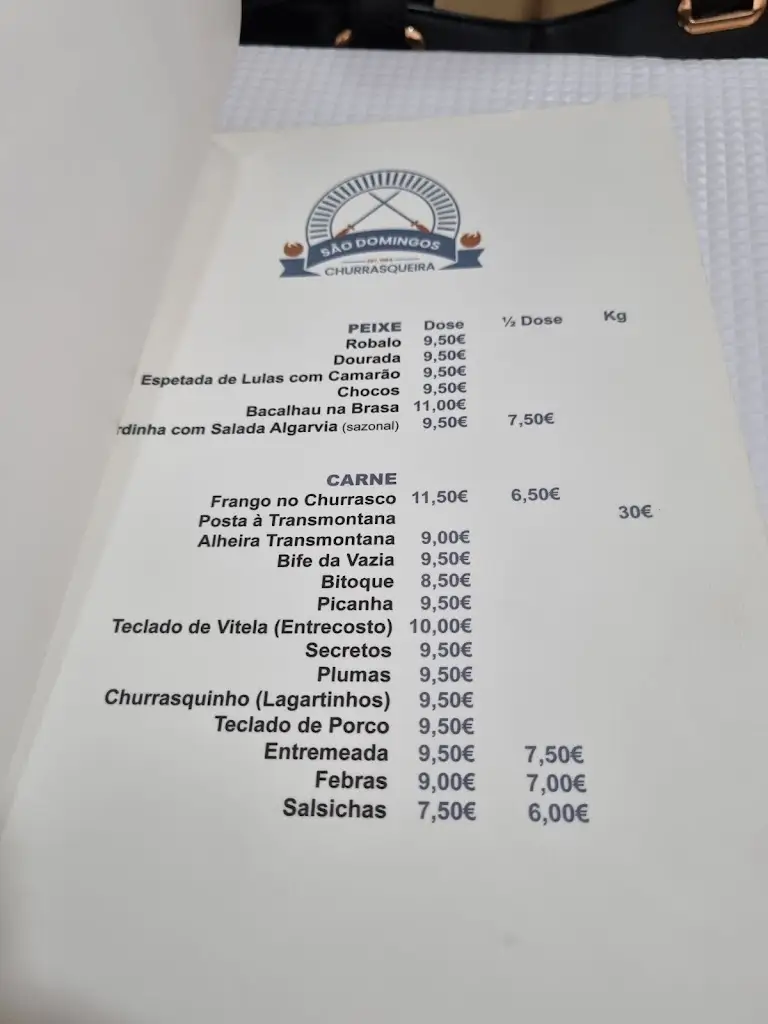 SÃO DOMINGOS
CHURRASQUEIRA
PEIXE Dose ½ Dose Kg
Robalo 9,50€
Dourada 9,50€
Espetada de Lulas com Camarão 9,50€
Chocos 9,50€
Bacalhau na Brasa 11,00€
rdinha com Salada Algarvia (sazonal) 9,50€ 7,50€
CARNE
Frango no Churrasco 11,50€ 6,50€
Posta à Transmontana 30€
Alheira Transmontana 9,00€
Bife da Vazia 9,50€
Bitoque 8,50€
Picanha 9,50€
Teclado de Vitela (Entrecosto) 10,00€
Secretos 9,50€
Plumas 9,50€
Churrasquinho (Lagartinhos) 9,50€
Teclado de Porco 9,50€
Entremeada 9,50€ 7,50€
Febras 9,00€ 7,00€
Salsichas 7,50€ 6,00€